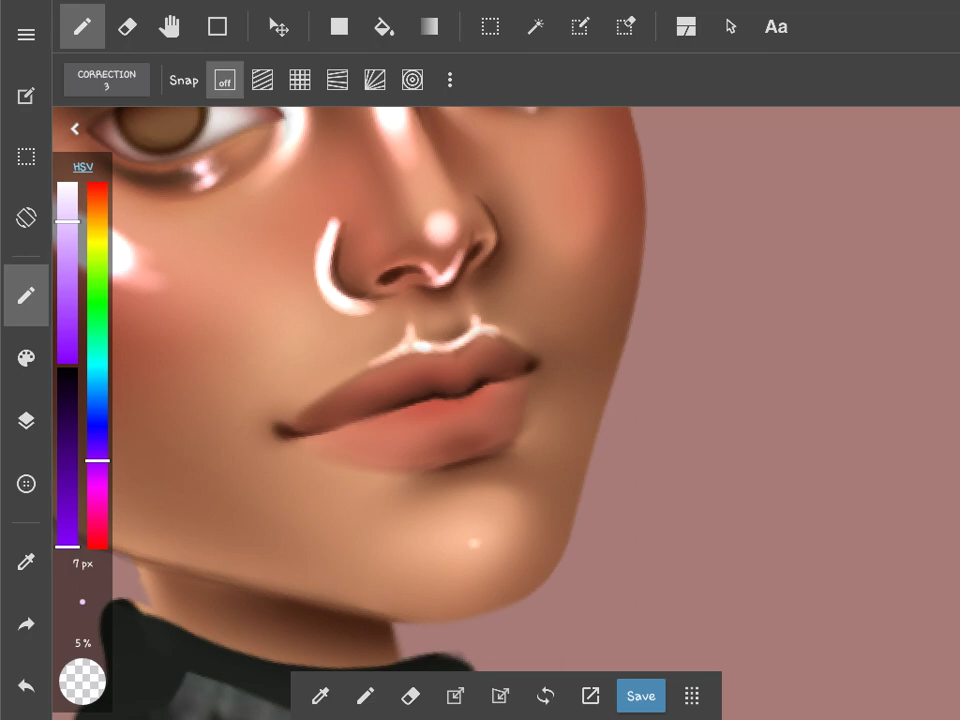 Aa
CORRECTION
3
Snap
off
HSV
7 px
5 %
Save